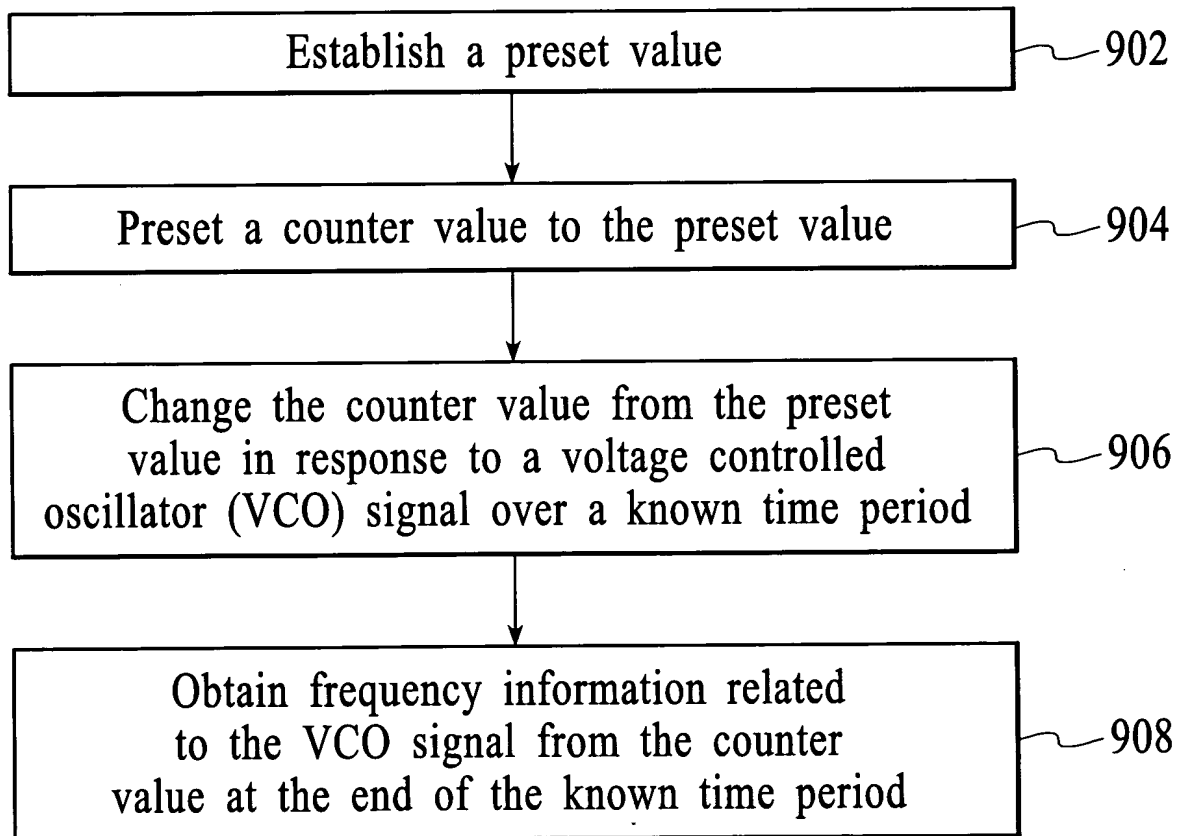 Establish a preset value
902
Preset a counter value to the preset value
904
Change the counter value from the preset
value in response to a voltage controlled
oscillator (VCO) signal over a known time period
906
Obtain frequency information related
to the VCO signal from the counter
value at the end of the known time period
908